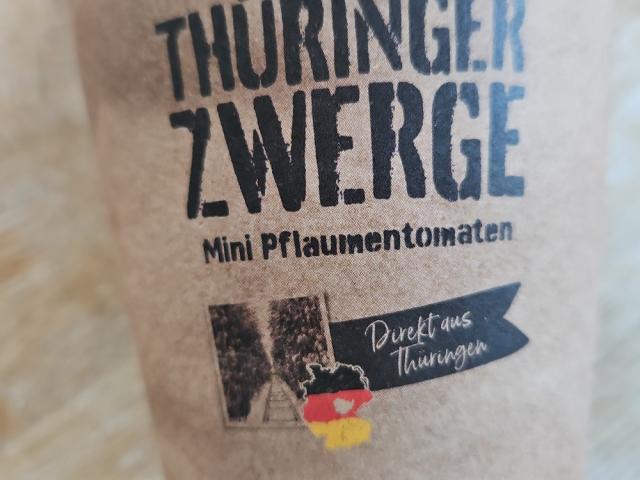 THÜRINGER
ZWERGE
Mini Pflaumentomaten
Direkt aus
Thüringen